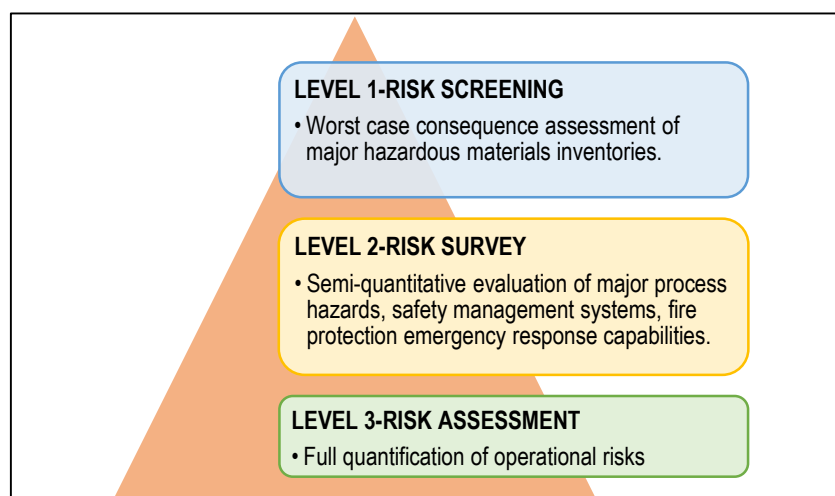 LEVEL 1-RISK SCREENING
• Worst case consequence assessment of
major hazardous materials inventories.
LEVEL 2-RISK SURVEY
• Semi-quantitative evaluation of major process
hazards, safety management systems, fire
protection emergency response capabilities.
LEVEL 3-RISK ASSESSMENT
• Full quantification of operational risks